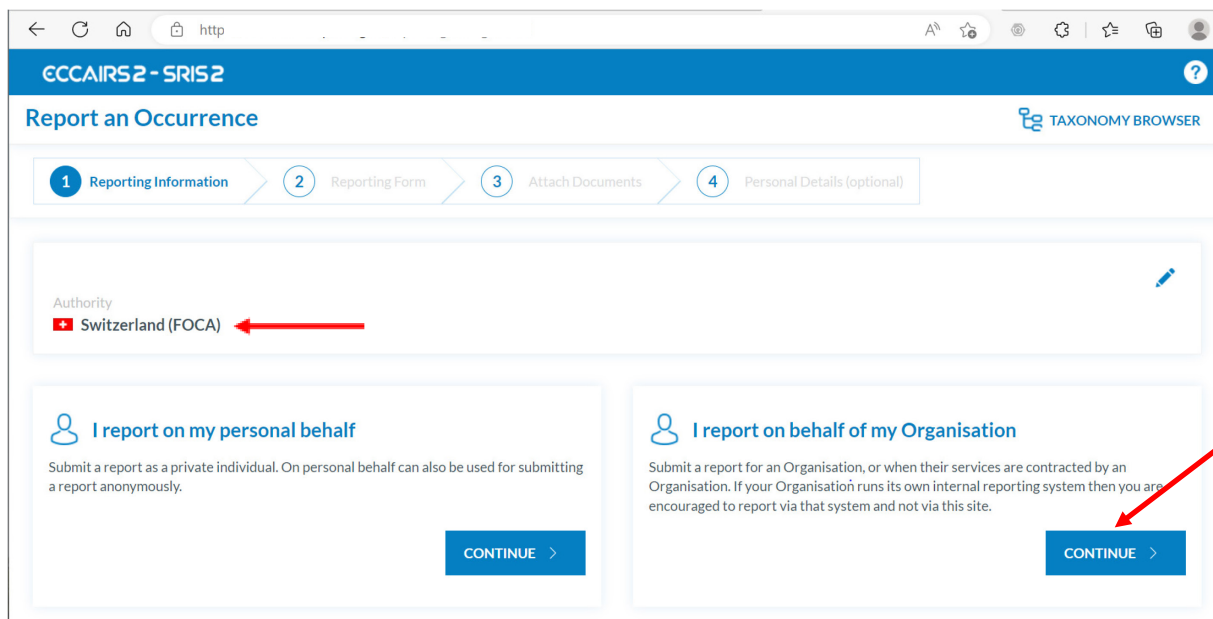 http
ECCAIRS 2 - SRIS 2
?
Report an Occurrence
TAXONOMY BROWSER
1 Reporting Information 2 Reporting Form 3 Attach Documents 4 Personal Details (optional)
Authority
Switzerland (FOCA)
I report on my personal behalf
Submit a report as a private individual. On personal behalf can also be used for submitting
a report anonymously.
CONTINUE >
I report on behalf of my Organisation
Submit a report for an Organisation, or when their services are contracted by an
Organisation. If your Organisation runs its own internal reporting system then you are
encouraged to report via that system and not via this site.
CONTINUE >